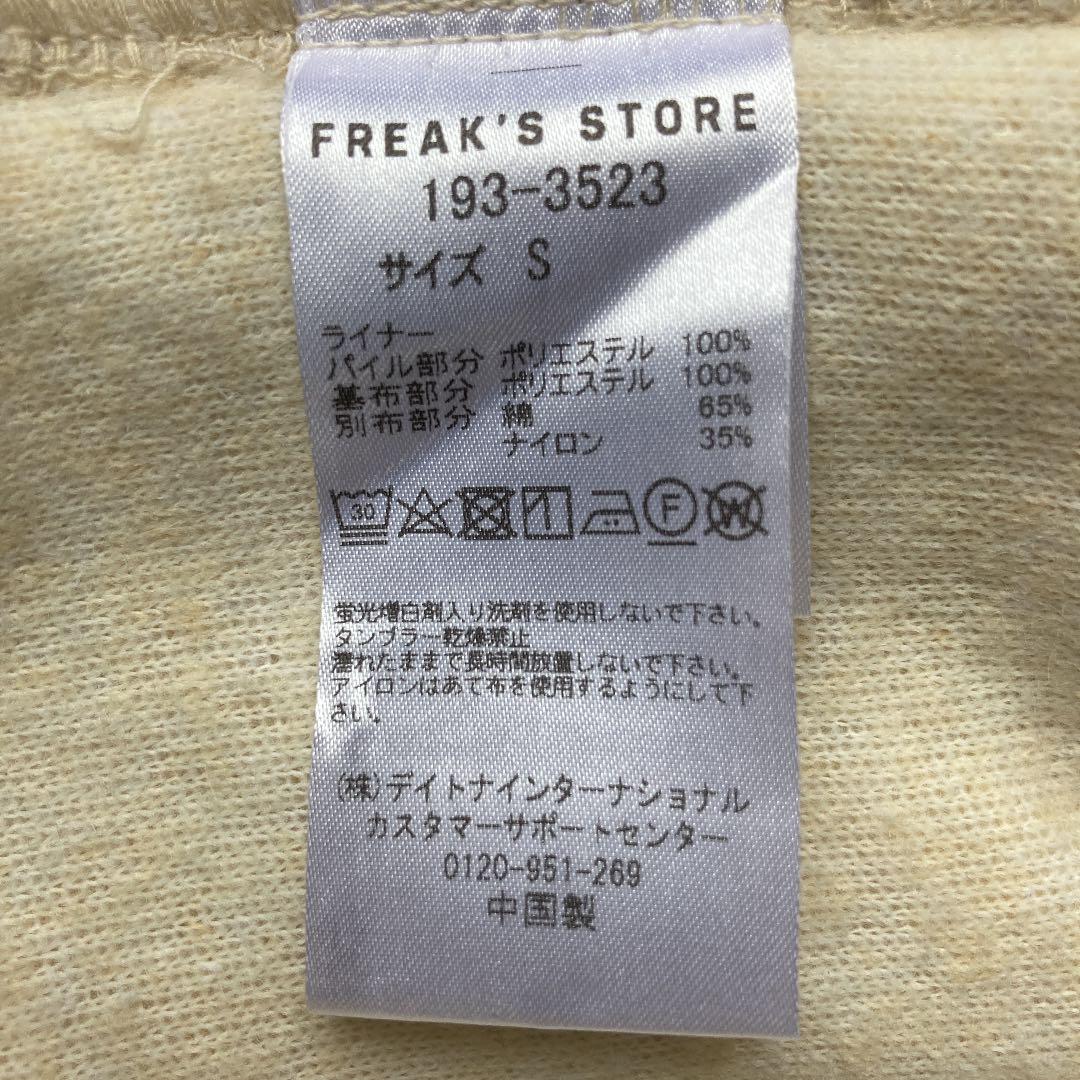 FREAK'S STORE
193-3523
サイズ S
ライナー
パイル部分 ポリエステル 100%
基布部分 ポリエステル 100%
別布部分 綿 65%
ナイロン 35%
30 F W
蛍光増白剤入り洗剤を使用しないで下さい。
タンブラー乾燥禁止
濡れたままで長時間放置しないで下さい。
アイロンはあて布を使用するようにして下
さい。
(株)デイトナインターナショナル
カスタマーサポートセンター
0120-951-269
中国製